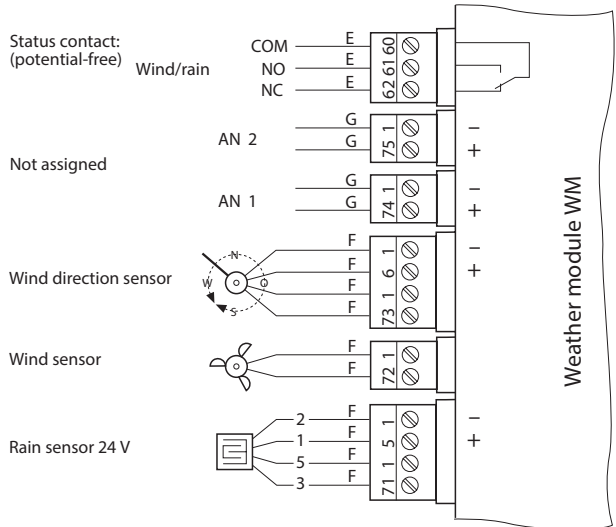 Status contact:
(potential-free)
Wind/rain
COM E 60
NO E 61
NC E 62
AN 2
G 1 −
G 75 +
Not assigned
AN 1
G 1 −
G 74 +
Wind direction sensor
N
W O
S
F 1 −
F 6 +
F 1
F 73
Wind sensor
F 1
F 72
Rain sensor 24 V
2 F 1 −
1 F 5 +
5 F 1
3 F 71
Weather module WM